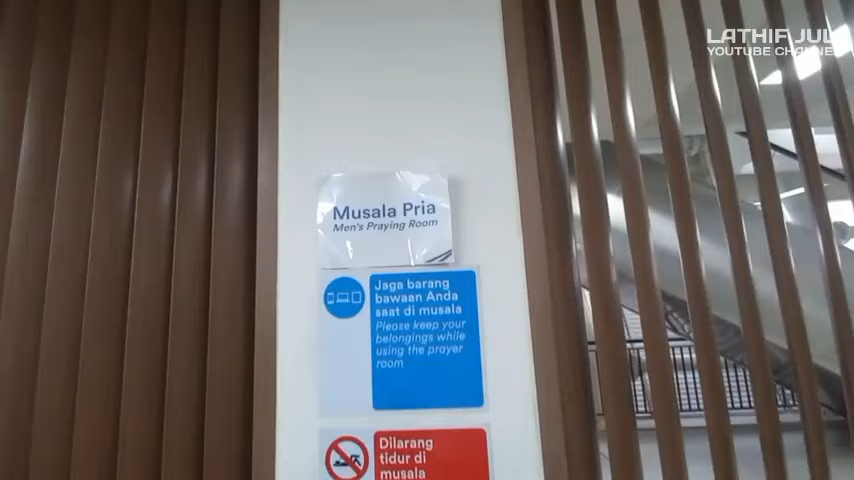 LATHIF JUL
YOUTUBE CHANNEL
Musala Pria
Men's Praying Room
Jaga barang
bawaan Anda
saat di musala
Please keep your
belongings while
using the prayer
room
Dilarang
tidur di
musala